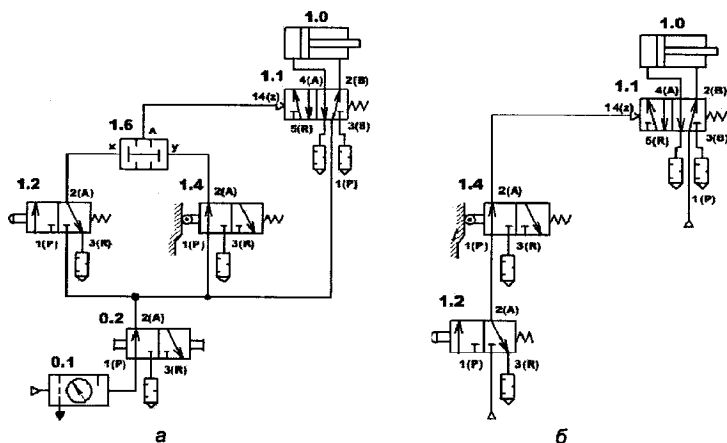 1.0
1.1
4(A) 2(B)
14(z)
5(R) 3(S)
1(P)
1.6
A
x y
1.2
2(A)
1(P) 3(R)
1.4
2(A)
1(P) 3(R)
0.2
2(A)
1(P) 3(R)
0.1
а
1.0
1.1
4(A) 2(B)
14(z)
5(R) 3(S)
1(P)
1.4
2(A)
1(P) 3(R)
1.2
2(A)
1(P) 3(R)
б